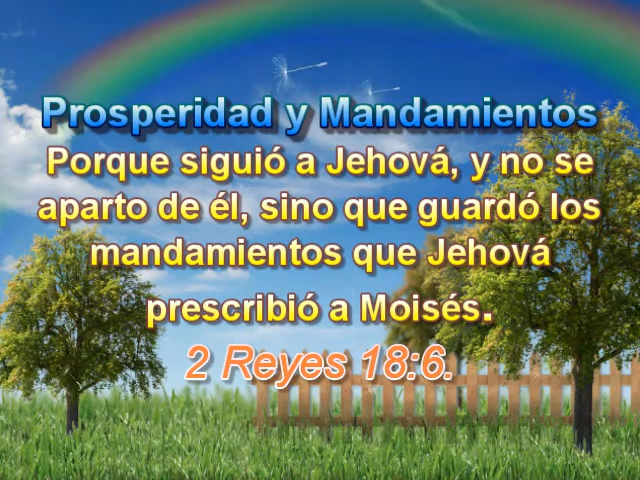 Prosperidad y Mandamientos
Porque siguió a Jehová, y no se
aparto de él, sino que guardó los
mandamientos que Jehová
prescribió a Moisés.
2 Reyes 18:6.